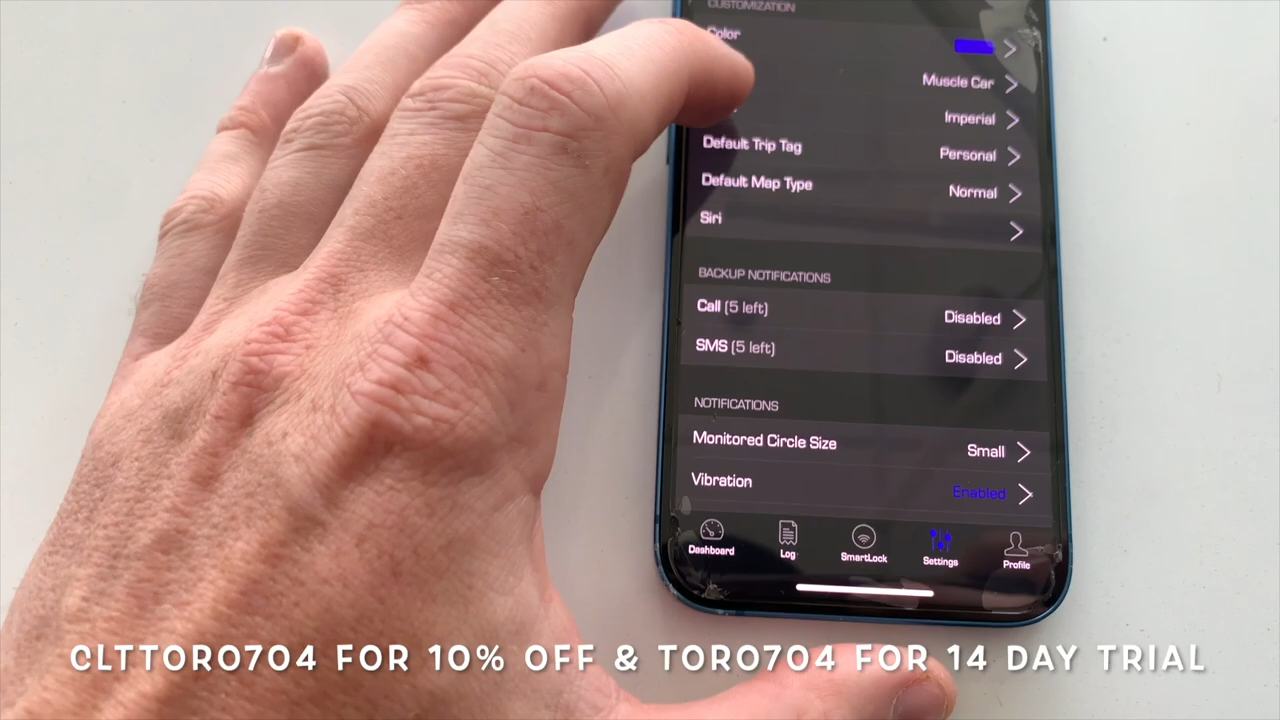 CUSTOMIZATION
Color
Muscle Car
Imperial
Default Trip Tag Personal
Default Map Type Normal
Siri
BACKUP NOTIFICATIONS
Call (5 left) Disabled
SMS (5 left) Disabled
NOTIFICATIONS
Monitored Circle Size Small
Vibration Enabled
Dashboard Log SmartLock Settings Profile
CLTTORO704 FOR 10% OFF & TORO704 FOR 14 DAY TRIAL